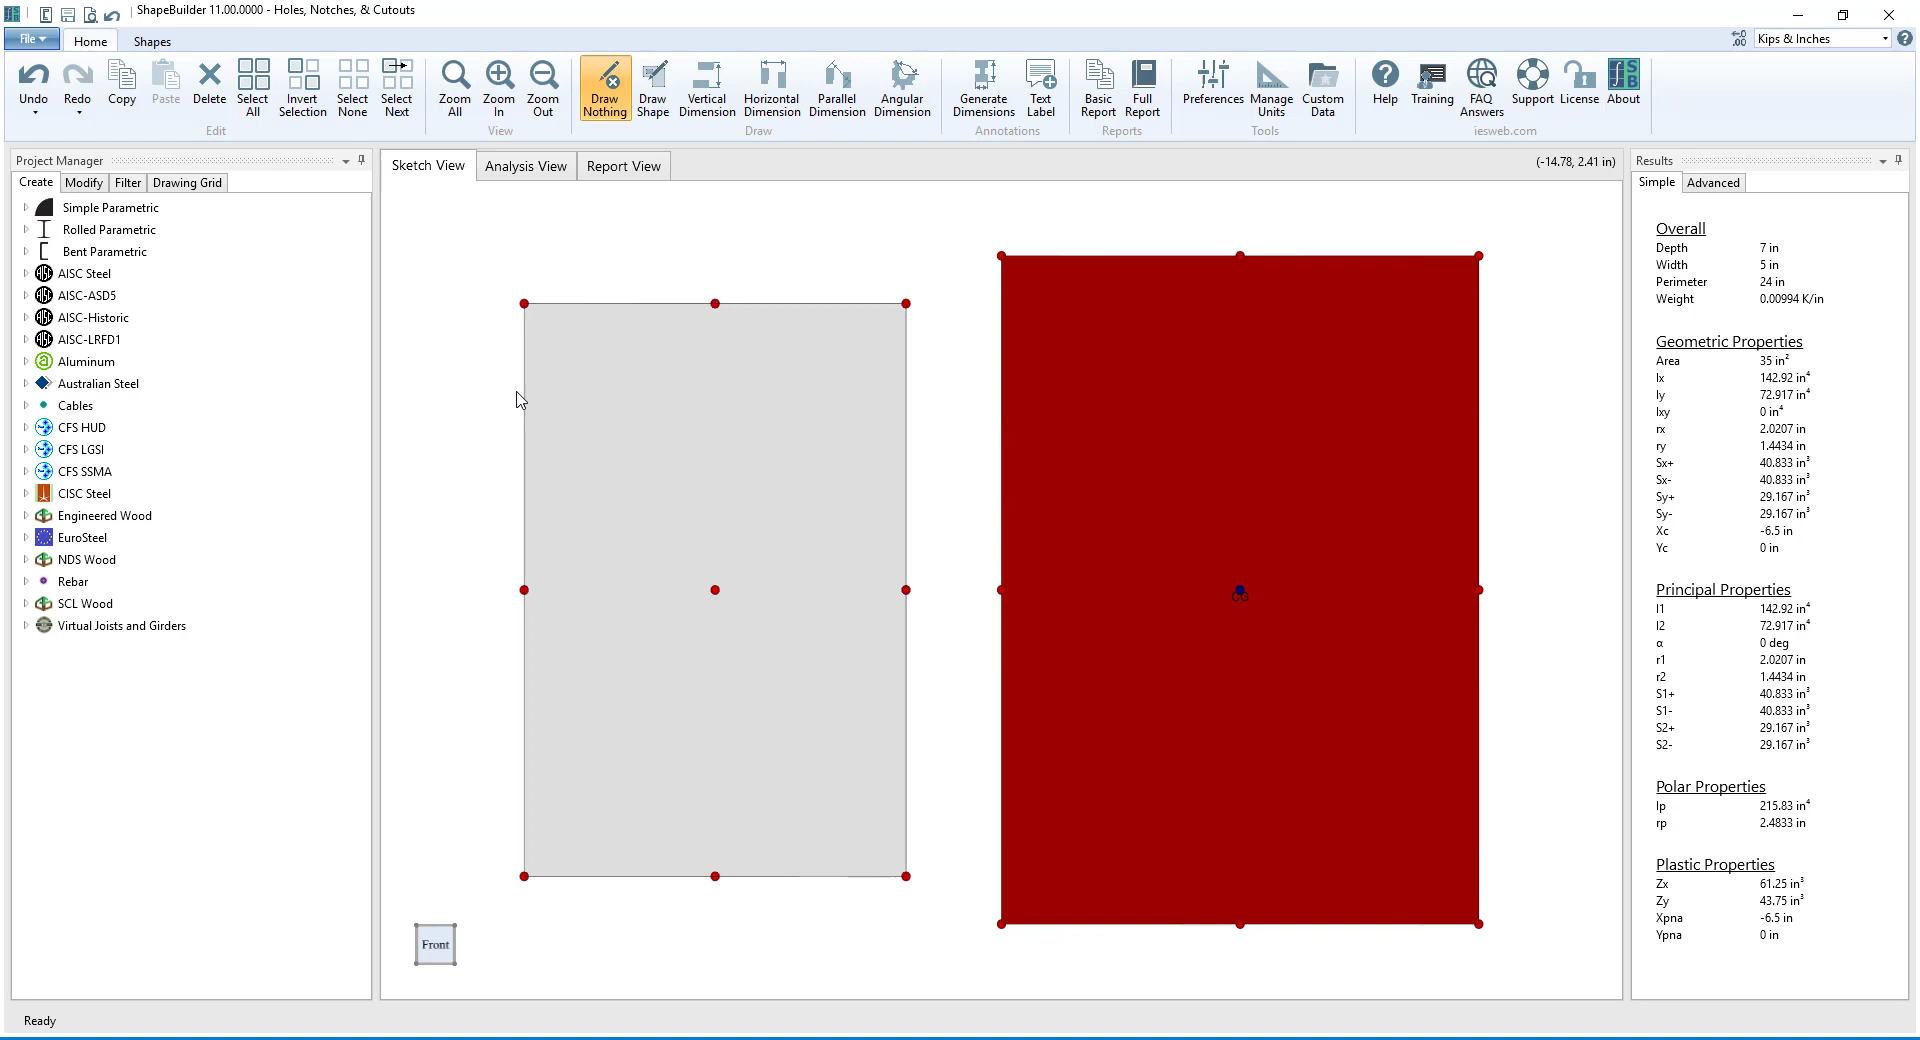 ShapeBuilder 11.00.0000 - Holes, Notches, & Cutouts
File
Home
Shapes
Kips & Inches
Undo
Redo
Copy
Paste
Delete
Select All
Invert Selection
Select None
Select Next
Edit
Zoom All
Zoom In
Zoom Out
View
Draw Nothing
Draw Shape
Vertical Dimension
Horizontal Dimension
Parallel Dimension
Angular Dimension
Draw
Generate Dimensions
Text Label
Annotations
Basic Report
Full Report
Reports
Preferences
Manage Units
Custom Data
Tools
Help
Training
FAQ Answers
Support
License
About
iesweb.com
Project Manager
Create
Modify
Filter
Drawing Grid
Simple Parametric
Rolled Parametric
Bent Parametric
AISC Steel
AISC-ASD5
AISC-Historic
AISC-LRFD1
Aluminum
Australian Steel
Cables
CFS HUD
CFS LGSI
CFS SSMA
CISC Steel
Engineered Wood
EuroSteel
NDS Wood
Rebar
SCL Wood
Virtual Joists and Girders
Sketch View
Analysis View
Report View
(-14.78, 2.41 in)
CG
Front
Results
Simple
Advanced
Overall
Depth 7 in
Width 5 in
Perimeter 24 in
Weight 0.00994 K/in
Geometric Properties
Area 35 in²
Ix 142.92 in⁴
Iy 72.917 in⁴
Ixy 0 in⁴
rx 2.0207 in
ry 1.4434 in
Sx+ 40.833 in³
Sx- 40.833 in³
Sy+ 29.167 in³
Sy- 29.167 in³
Xc -6.5 in
Yc 0 in
Principal Properties
I1 142.92 in⁴
I2 72.917 in⁴
α 0 deg
r1 2.0207 in
r2 1.4434 in
S1+ 40.833 in³
S1- 40.833 in³
S2+ 29.167 in³
S2- 29.167 in³
Polar Properties
Ip 215.83 in⁴
rp 2.4833 in
Plastic Properties
Zx 61.25 in³
Zy 43.75 in³
Xpna -6.5 in
Ypna 0 in
Ready